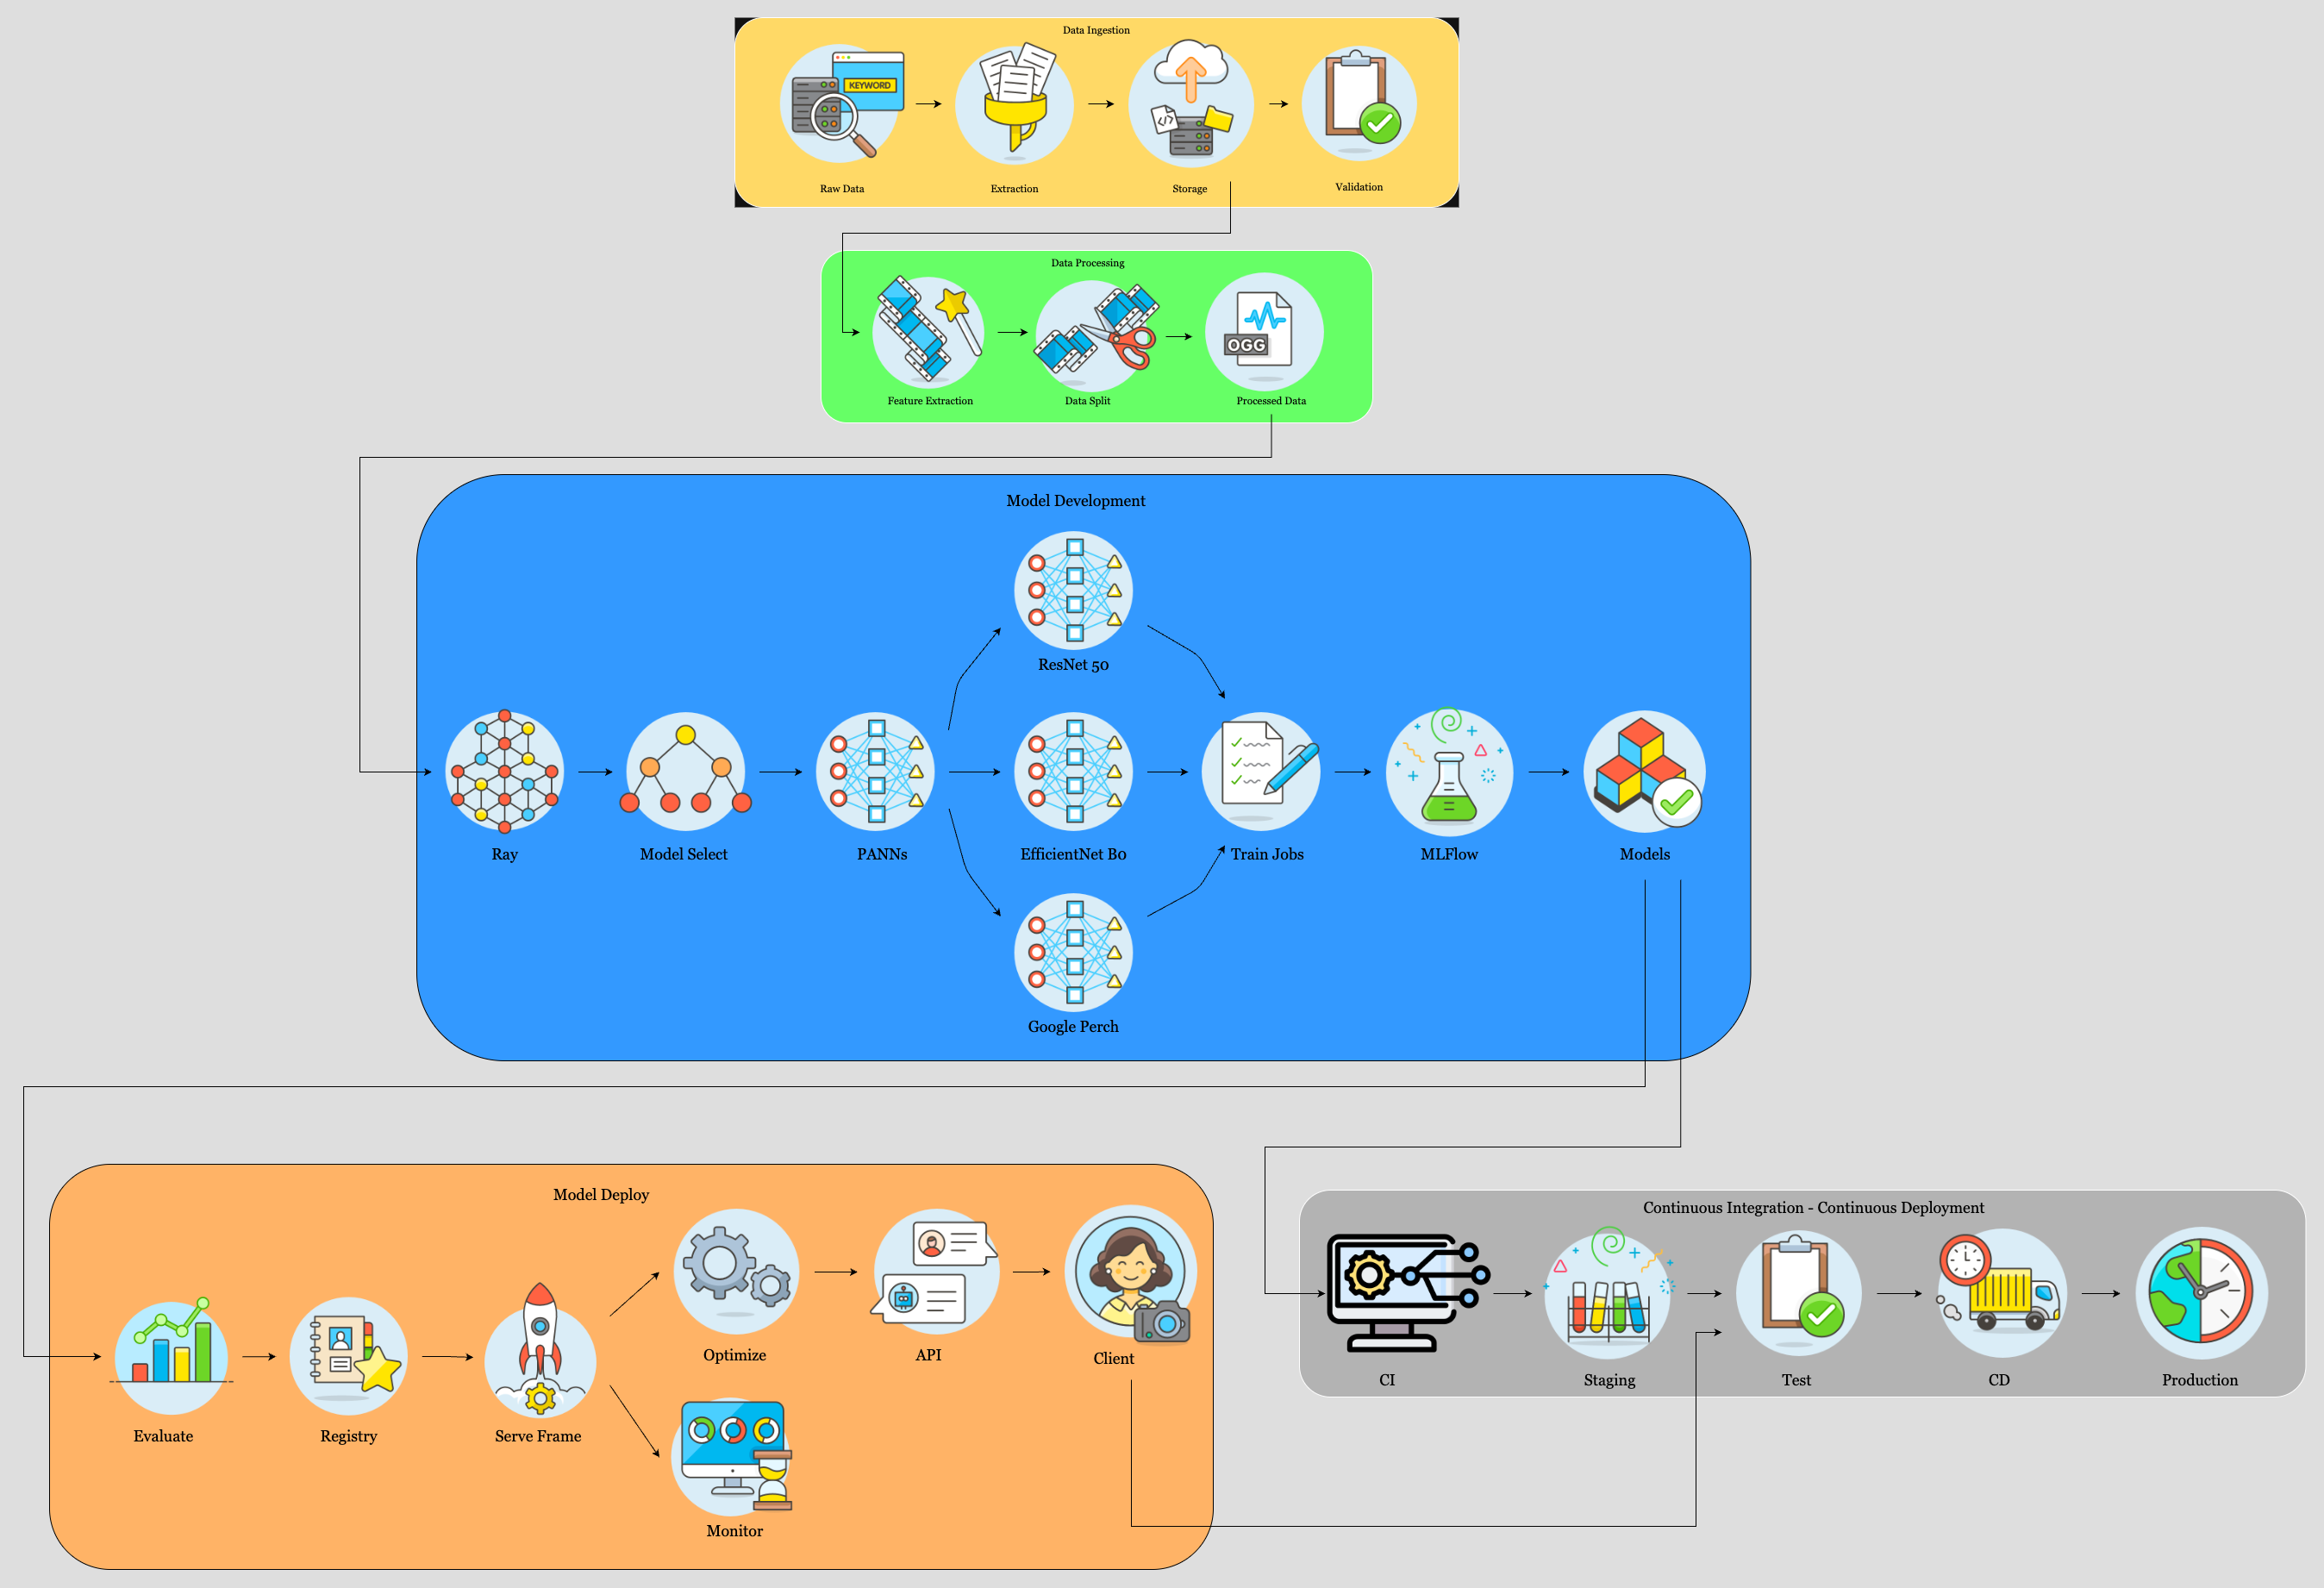 Data Ingestion
KEYWORD
Raw Data
Extraction
Storage
Validation
Data Processing
OGG
Feature Extraction
Data Split
Processed Data
Model Development
ResNet 50
Ray
Model Select
PANNs
EfficientNet B0
Train Jobs
MLFlow
Models
Google Perch
Model Deploy
Optimize
API
Client
Evaluate
Registry
Serve Frame
Monitor
Continuous Integration - Continuous Deployment
CI
Staging
Test
CD
Production